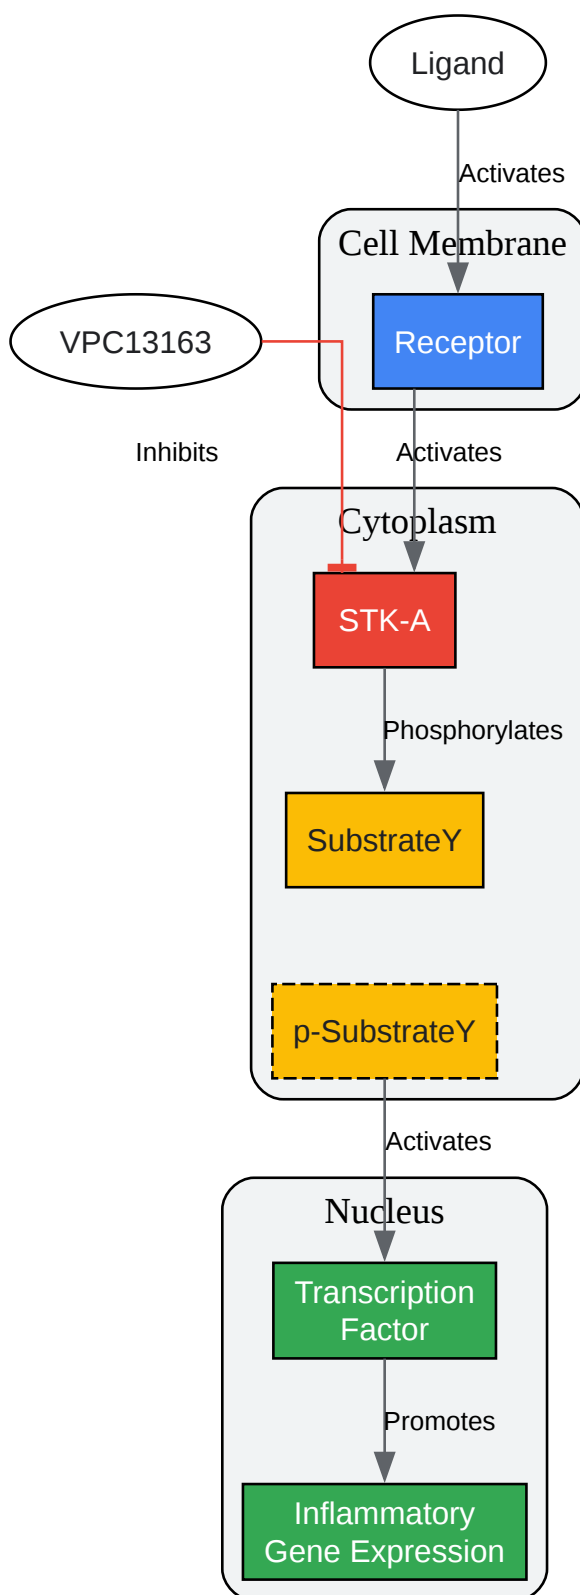 Ligand
Activates
Cell Membrane
VPC13163
Receptor
Inhibits
Activates
Cytoplasm
STK-A
Phosphorylates
SubstrateY
p-SubstrateY
Activates
Nucleus
Transcription
Factor
Promotes
Inflammatory
Gene Expression